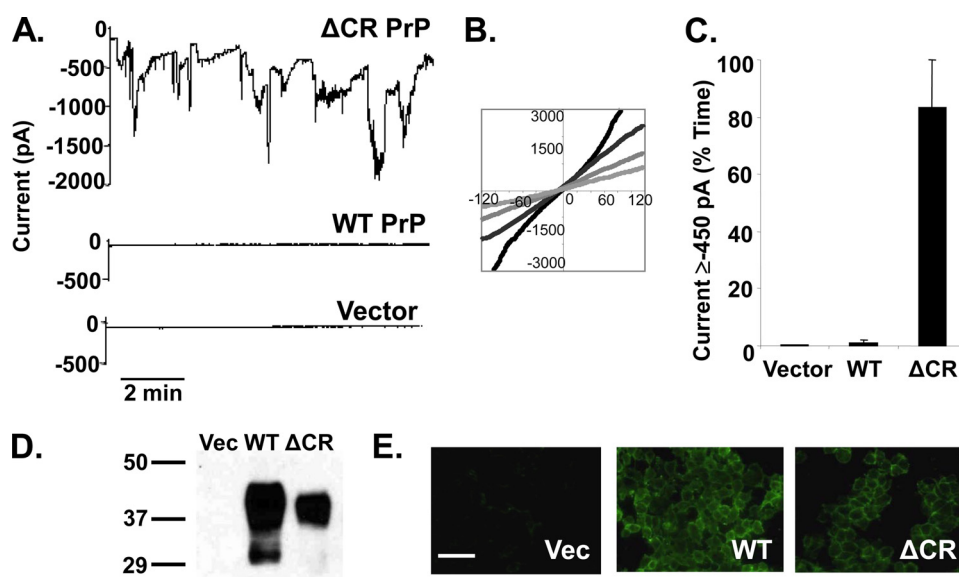 A.
ΔCR PrP
0
-500
-1000
-1500
-2000
Current (pA)
WT PrP
0
-500
Vector
0
-500
2 min
B.
3000
1500
-120
-60
0
60
120
-1500
-3000
C.
Current ≥-450 pA (% Time)
100
80
60
40
20
0
Vector WT ΔCR
D.
Vec WT ΔCR
50
37
29
E.
Vec
WT
ΔCR